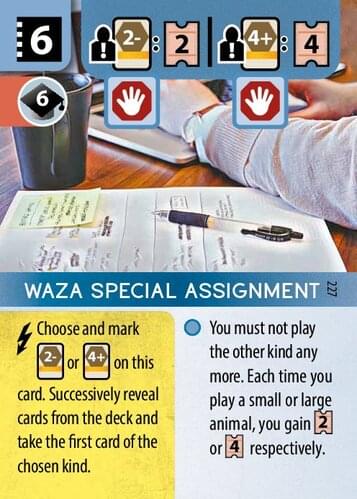 6
2- : 2
4+ : 4
6
WAZA SPECIAL ASSIGNMENT 227
Choose and mark
2- or 4+ on this
card. Successively reveal
cards from the deck and
take the first card of the
chosen kind.
You must not play
the other kind any
more. Each time you
play a small or large
animal, you gain 2
or 4 respectively.